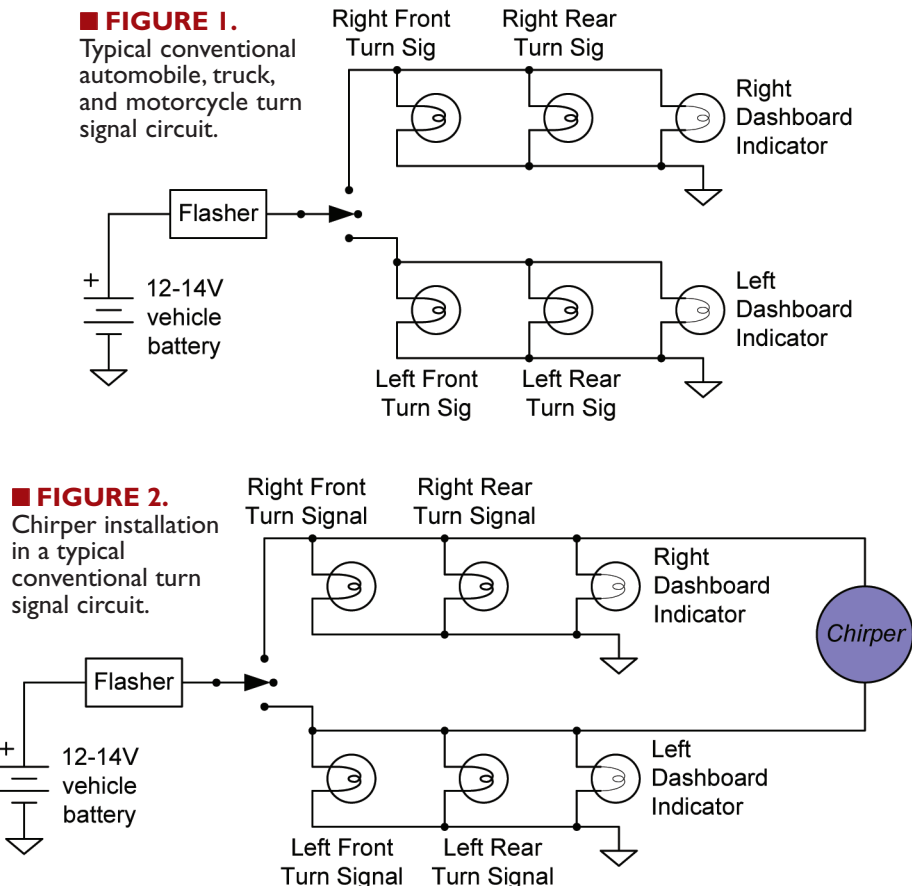 ■ FIGURE 1.
Typical conventional
automobile, truck,
and motorcycle turn
signal circuit.
Right Front
Turn Sig
Right Rear
Turn Sig
Right
Dashboard
Indicator
Flasher
+
12-14V
vehicle
battery
Left
Dashboard
Indicator
Left Front
Turn Sig
Left Rear
Turn Sig
■ FIGURE 2.
Chirper installation
in a typical
conventional turn
signal circuit.
Right Front
Turn Signal
Right Rear
Turn Signal
Right
Dashboard
Indicator
Chirper
Flasher
+
12-14V
vehicle
battery
Left
Dashboard
Indicator
Left Front
Turn Signal
Left Rear
Turn Signal